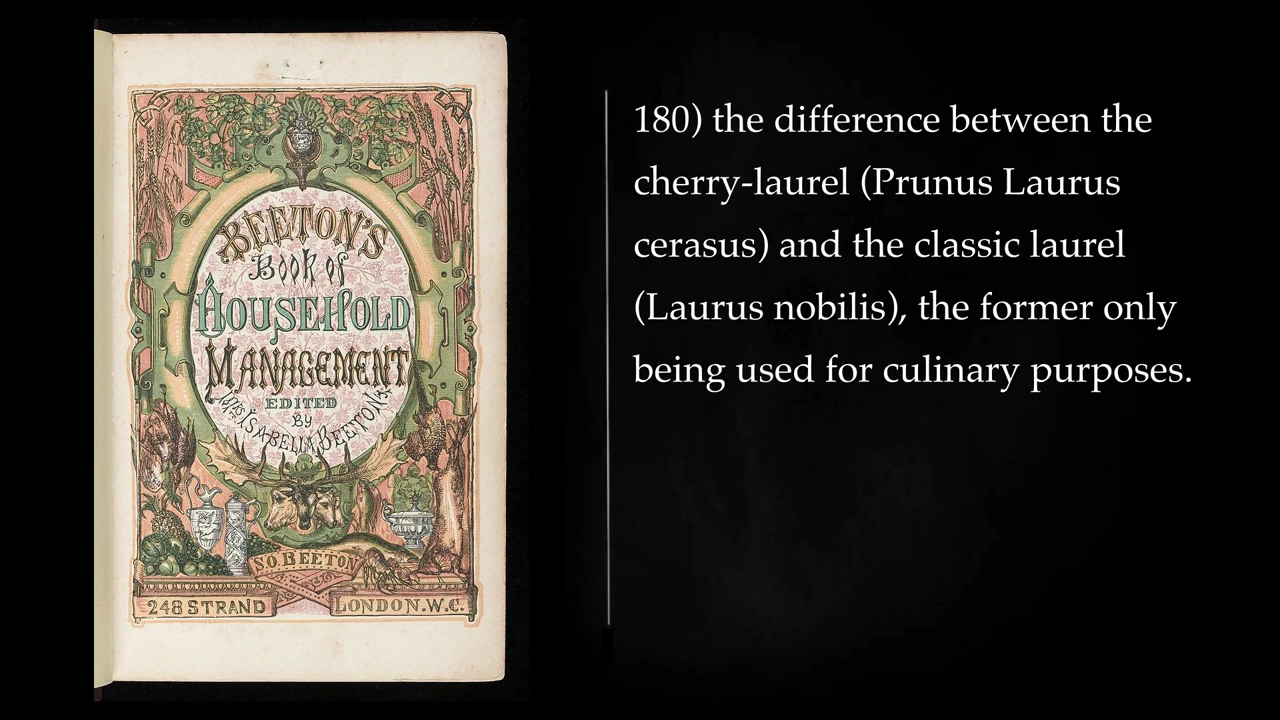 BEETON'S
Book of
HOUSEHOLD
MANAGEMENT
EDITED
BY
MRS ISABELLA BEETON
S.O. BEETON
248 STRAND
LONDON. W.C.
180) the difference between the
cherry-laurel (Prunus Laurus
cerasus) and the classic laurel
(Laurus nobilis), the former only
being used for culinary purposes.